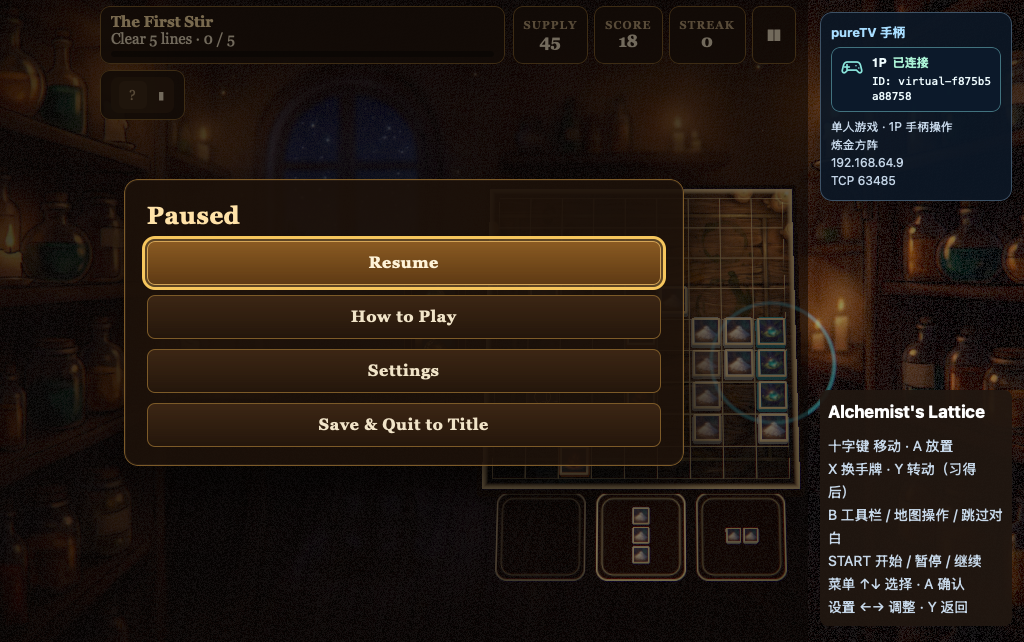 The First Stir
Clear 5 lines · 0 / 5
SUPPLY
45
SCORE
18
STREAK
0
?
Paused
Resume
How to Play
Settings
Save & Quit to Title
pureTV 手柄
1P 已连接
ID: virtual-f875b5
a88758
单人游戏 · 1P 手柄操作
炼金方阵
192.168.64.9
TCP 63485
Alchemist's Lattice
十字键 移动 · A 放置
X 换手牌 · Y 转动（习得
后）
B 工具栏 / 地图操作 / 跳过对
白
START 开始 / 暂停 / 继续
菜单 ↑↓ 选择 · A 确认
设置 ←→ 调整 · Y 返回